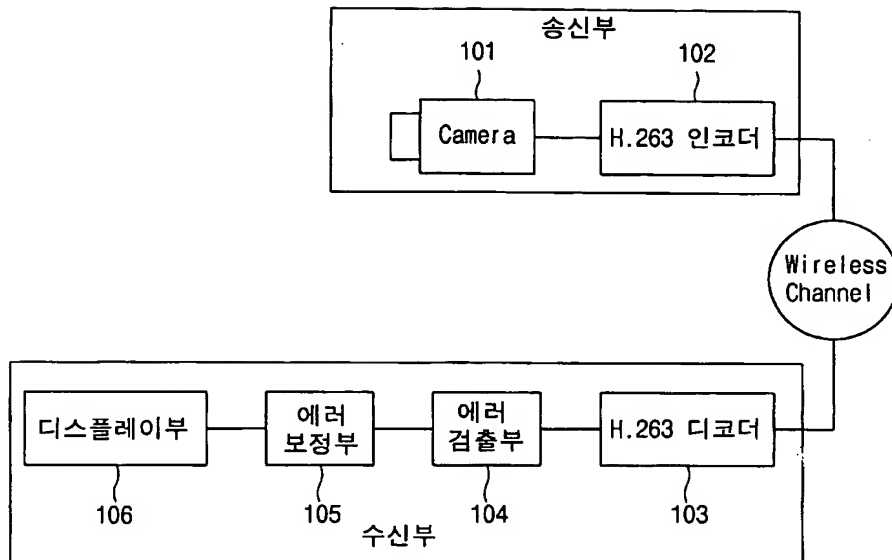 송신부
101
102
Camera
H.263 인코더
Wireless
Channel
디스플레이부
에러
보정부
에러
검출부
H.263 디코더
106
105
104
103
수신부